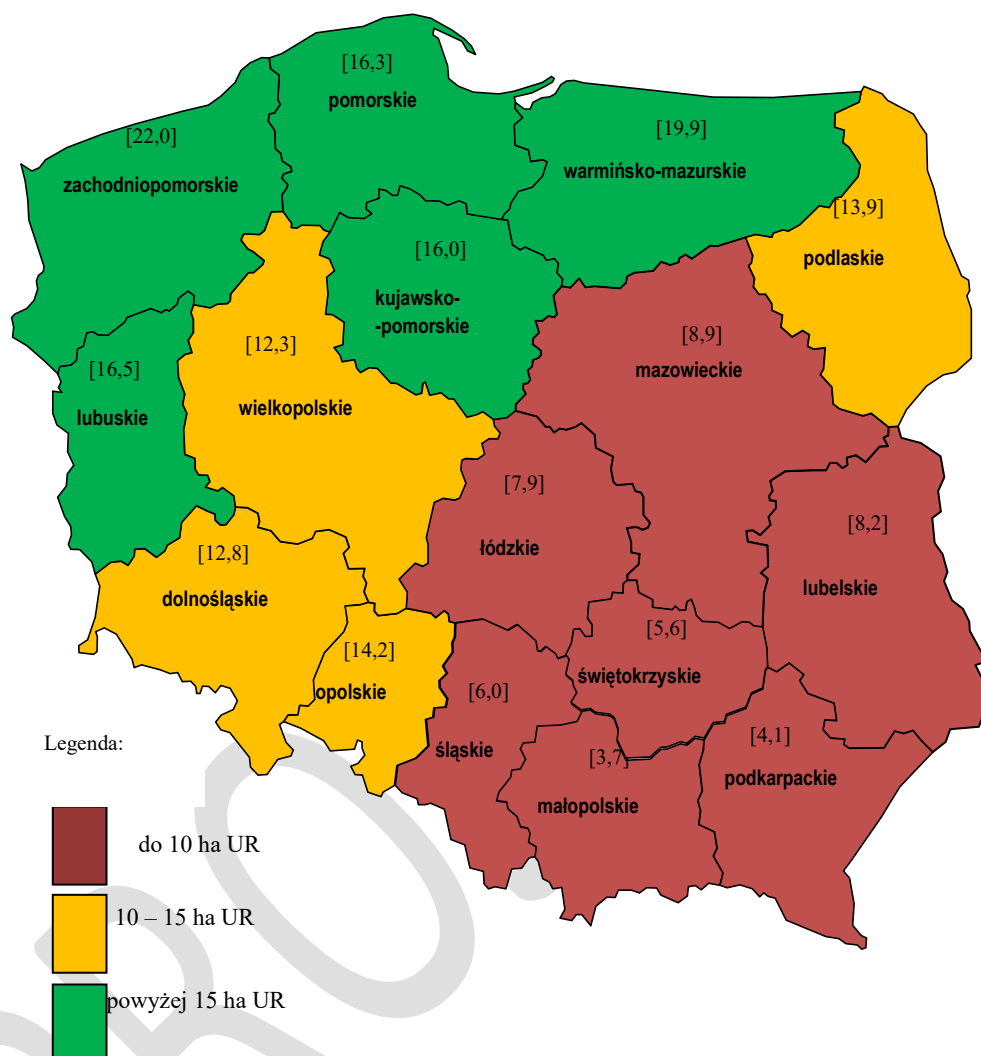 [16,3]
pomorskie
[22,0]
zachodniopomorskie
[19,9]
warmińsko-mazurskie
[13,9]
podlaskie
[16,0]
kujawsko-
-pomorskie
[12,3]
wielkopolskie
[8,9]
mazowieckie
[16,5]
lubuskie
[7,9]
łódzkie
[8,2]
lubelskie
[12,8]
dolnośląskie
[14,2]
opolskie
[5,6]
świętokrzyskie
[6,0]
śląskie
[3,7]
małopolskie
[4,1]
podkarpackie
Legenda:
do 10 ha UR
10 – 15 ha UR
powyżej 15 ha UR